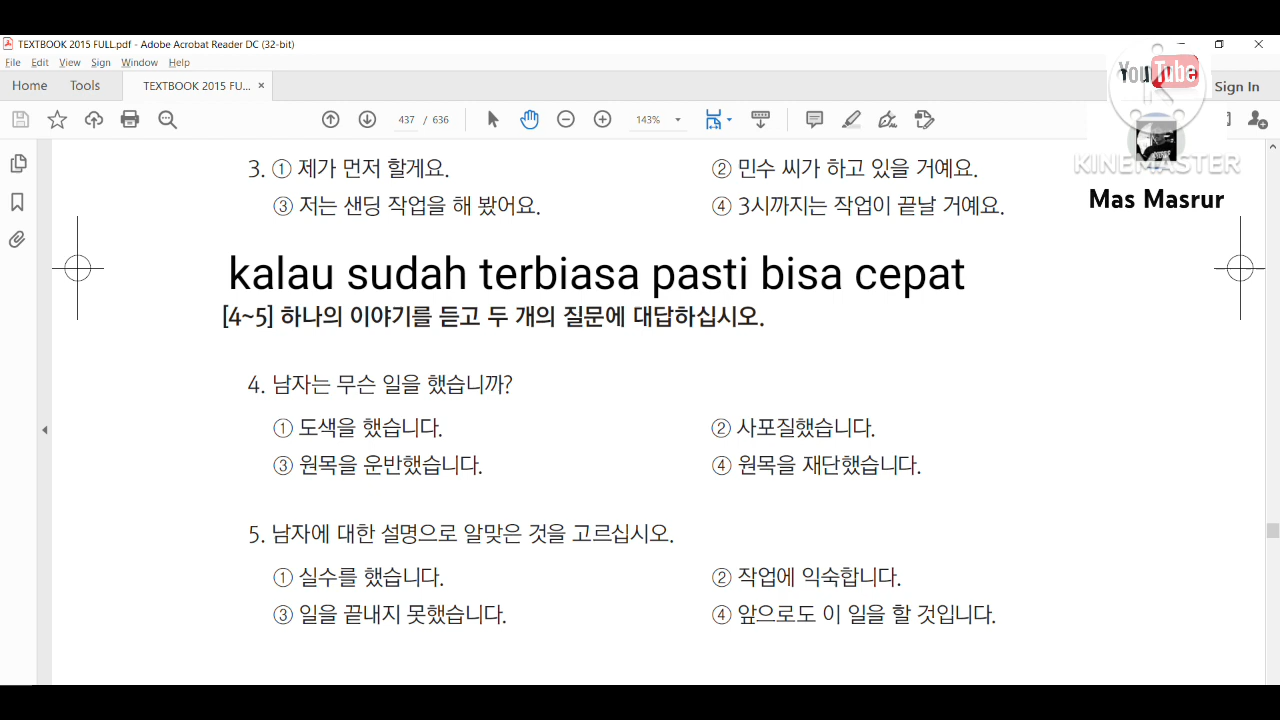 TEXTBOOK 2015 FULL.pdf - Adobe Acrobat Reader DC (32-bit)
File Edit View Sign Window Help
Home Tools TEXTBOOK 2015 FU... × Sign In
437 / 636 143%
YouTube
KINEMASTER
Mas Masrur
3. ① 제가 먼저 할게요. ② 민수 씨가 하고 있을 거예요.
③ 저는 샌딩 작업을 해 봤어요. ④ 3시까지는 작업이 끝날 거예요.
kalau sudah terbiasa pasti bisa cepat
[4~5] 하나의 이야기를 듣고 두 개의 질문에 대답하십시오.
4. 남자는 무슨 일을 했습니까?
① 도색을 했습니다. ② 사포질했습니다.
③ 원목을 운반했습니다. ④ 원목을 재단했습니다.
5. 남자에 대한 설명으로 알맞은 것을 고르십시오.
① 실수를 했습니다. ② 작업에 익숙합니다.
③ 일을 끝내지 못했습니다. ④ 앞으로도 이 일을 할 것입니다.